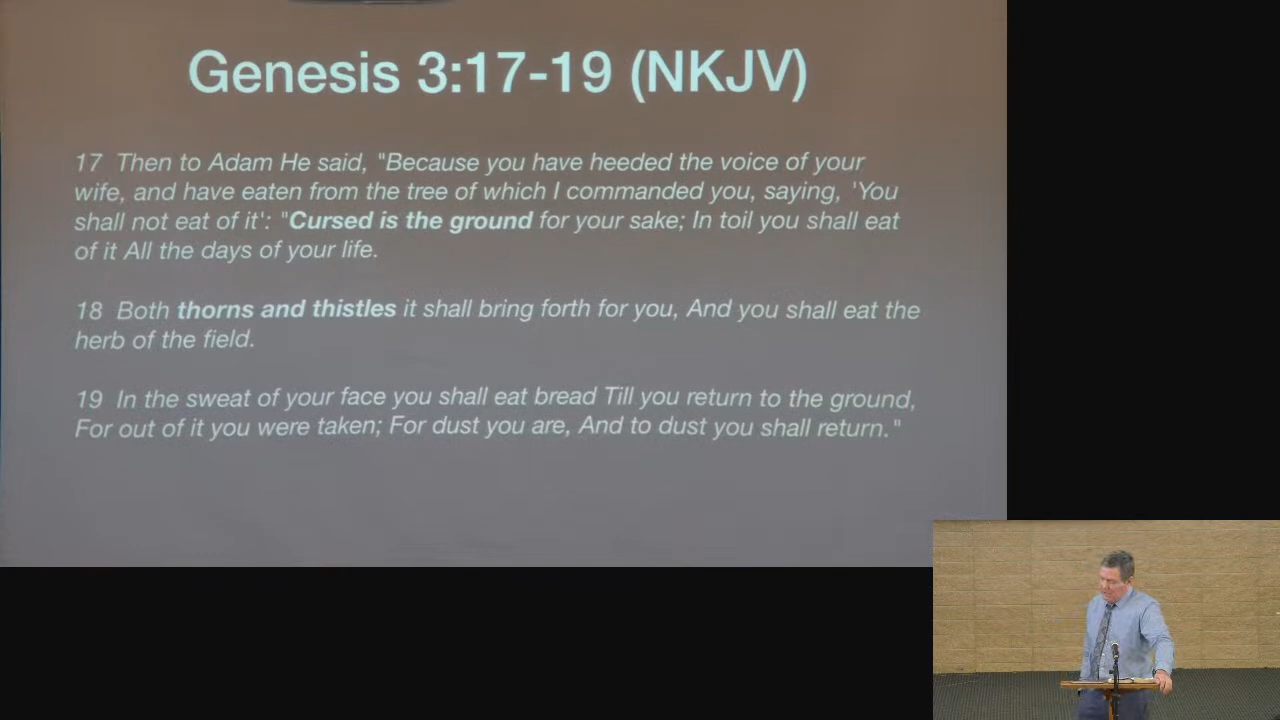 Genesis 3:17-19 (NKJV)
17 Then to Adam He said, "Because you have heeded the voice of your
wife, and have eaten from the tree of which I commanded you, saying, 'You
shall not eat of it': "Cursed is the ground for your sake; In toil you shall eat
of it All the days of your life.
18 Both thorns and thistles it shall bring forth for you, And you shall eat the
herb of the field.
19 In the sweat of your face you shall eat bread Till you return to the ground,
For out of it you were taken; For dust you are, And to dust you shall return."